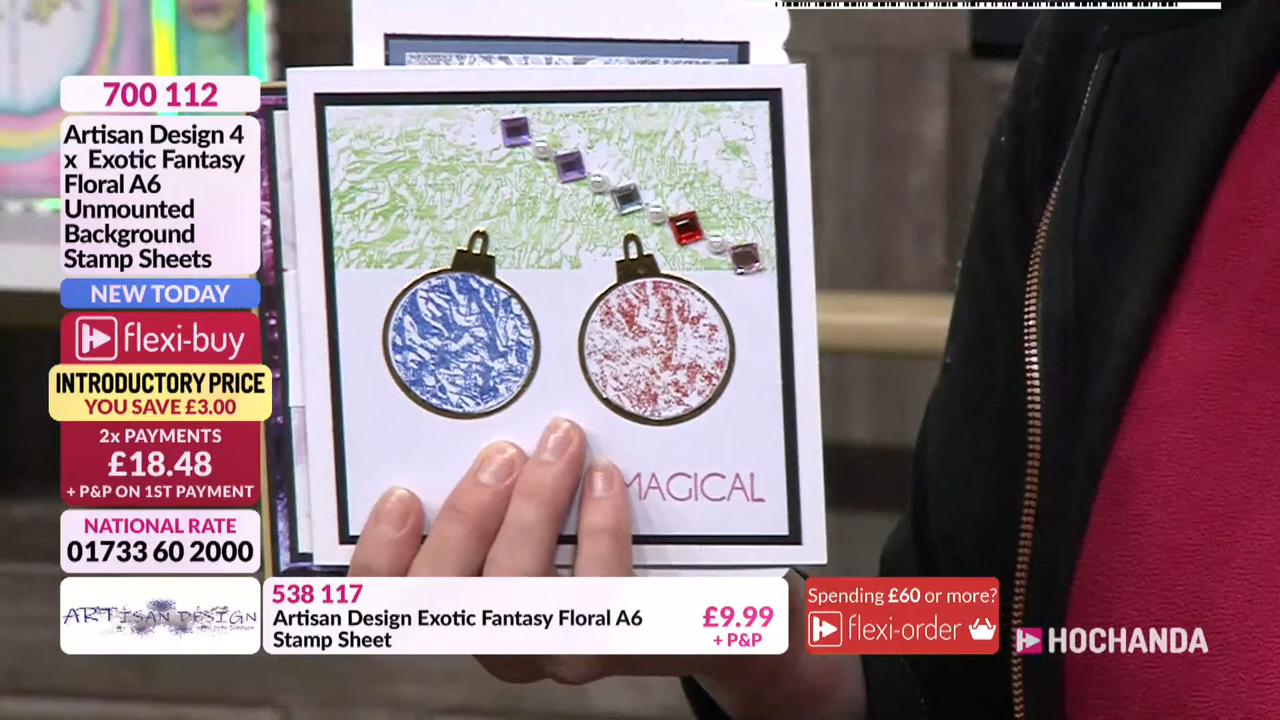 700 112
Artisan Design 4
x Exotic Fantasy
Floral A6
Unmounted
Background
Stamp Sheets
NEW TODAY
flexi-buy
INTRODUCTORY PRICE
YOU SAVE £3.00
2x PAYMENTS
£18.48
+ P&P ON 1ST PAYMENT
NATIONAL RATE
01733 60 2000
ARTISAN DESIGN
MAGICAL
538 117
Artisan Design Exotic Fantasy Floral A6
Stamp Sheet
£9.99
+ P&P
Spending £60 or more?
flexi-order
HOCHANDA